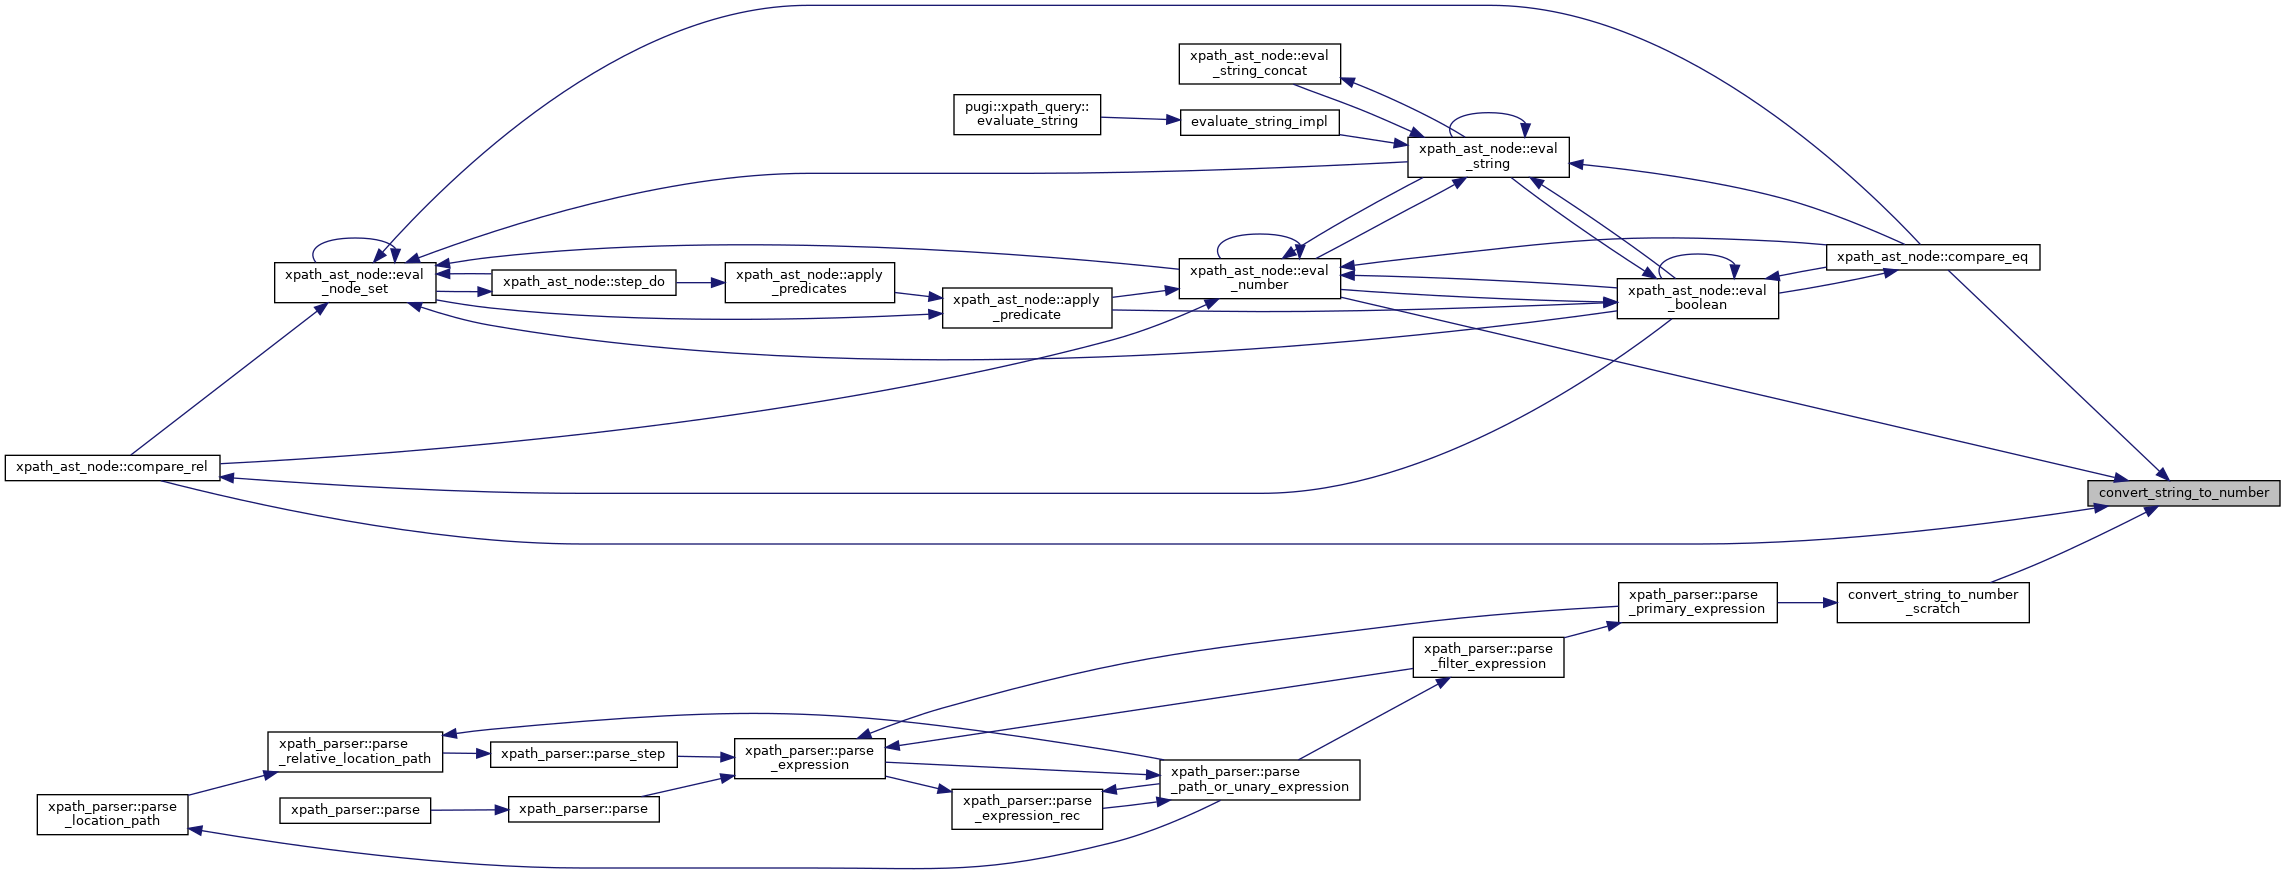 xpath_ast_node::eval
_string_concat
pugi::xpath_query::
evaluate_string
evaluate_string_impl
xpath_ast_node::eval
_string
xpath_ast_node::eval
_node_set
xpath_ast_node::step_do
xpath_ast_node::apply
_predicates
xpath_ast_node::apply
_predicate
xpath_ast_node::eval
_number
xpath_ast_node::eval
_boolean
xpath_ast_node::compare_eq
xpath_ast_node::compare_rel
convert_string_to_number
xpath_parser::parse
_primary_expression
convert_string_to_number
_scratch
xpath_parser::parse
_filter_expression
xpath_parser::parse
_relative_location_path
xpath_parser::parse_step
xpath_parser::parse
_expression
xpath_parser::parse
_path_or_unary_expression
xpath_parser::parse
_location_path
xpath_parser::parse
xpath_parser::parse
xpath_parser::parse
_expression_rec